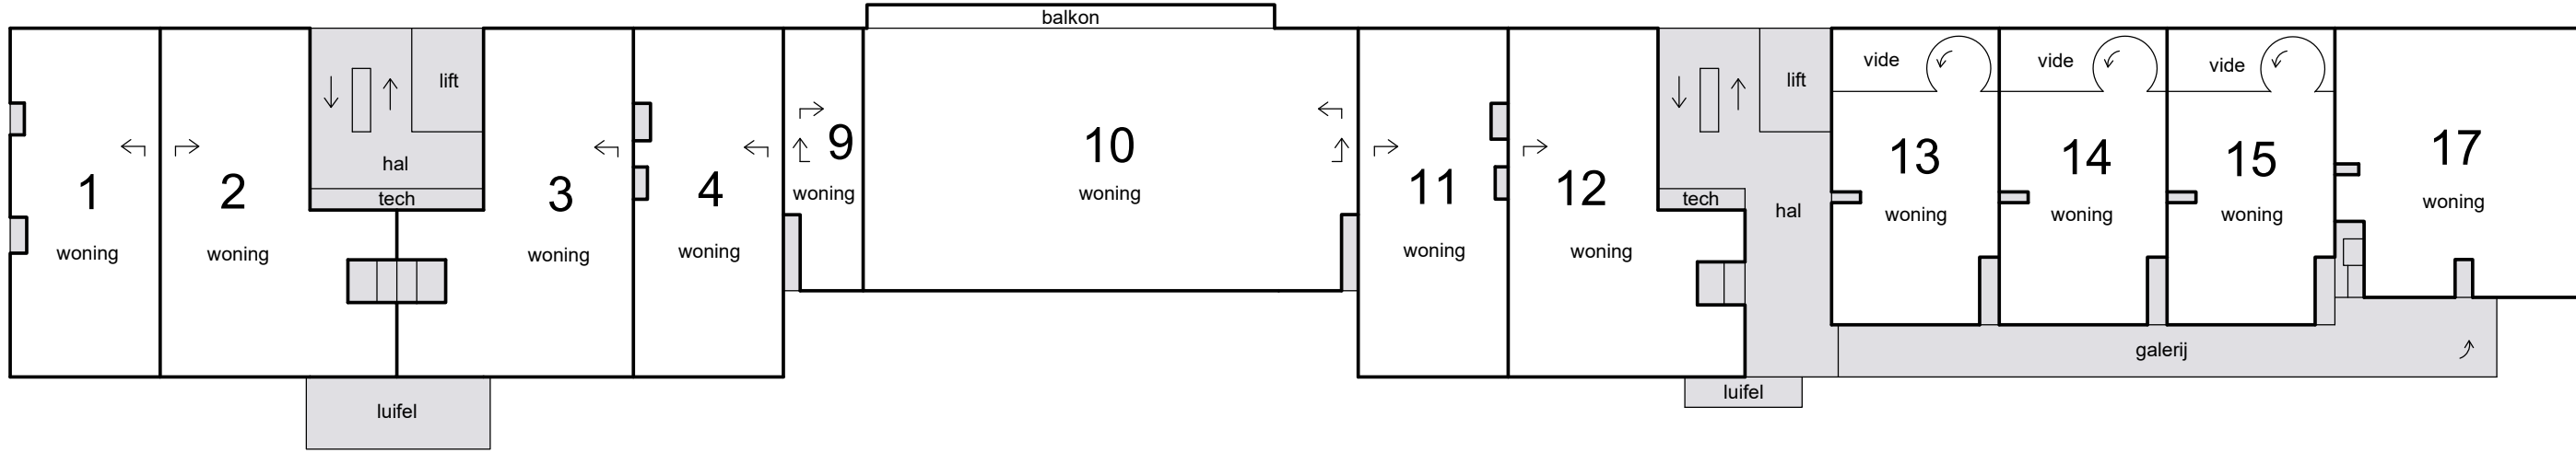 balkon
lift
hal
tech
1
woning
2
woning
3
woning
4
woning
9
woning
10
woning
11
woning
12
woning
lift
tech
hal
vide
13
woning
vide
14
woning
vide
15
woning
17
woning
galerij
luifel
luifel